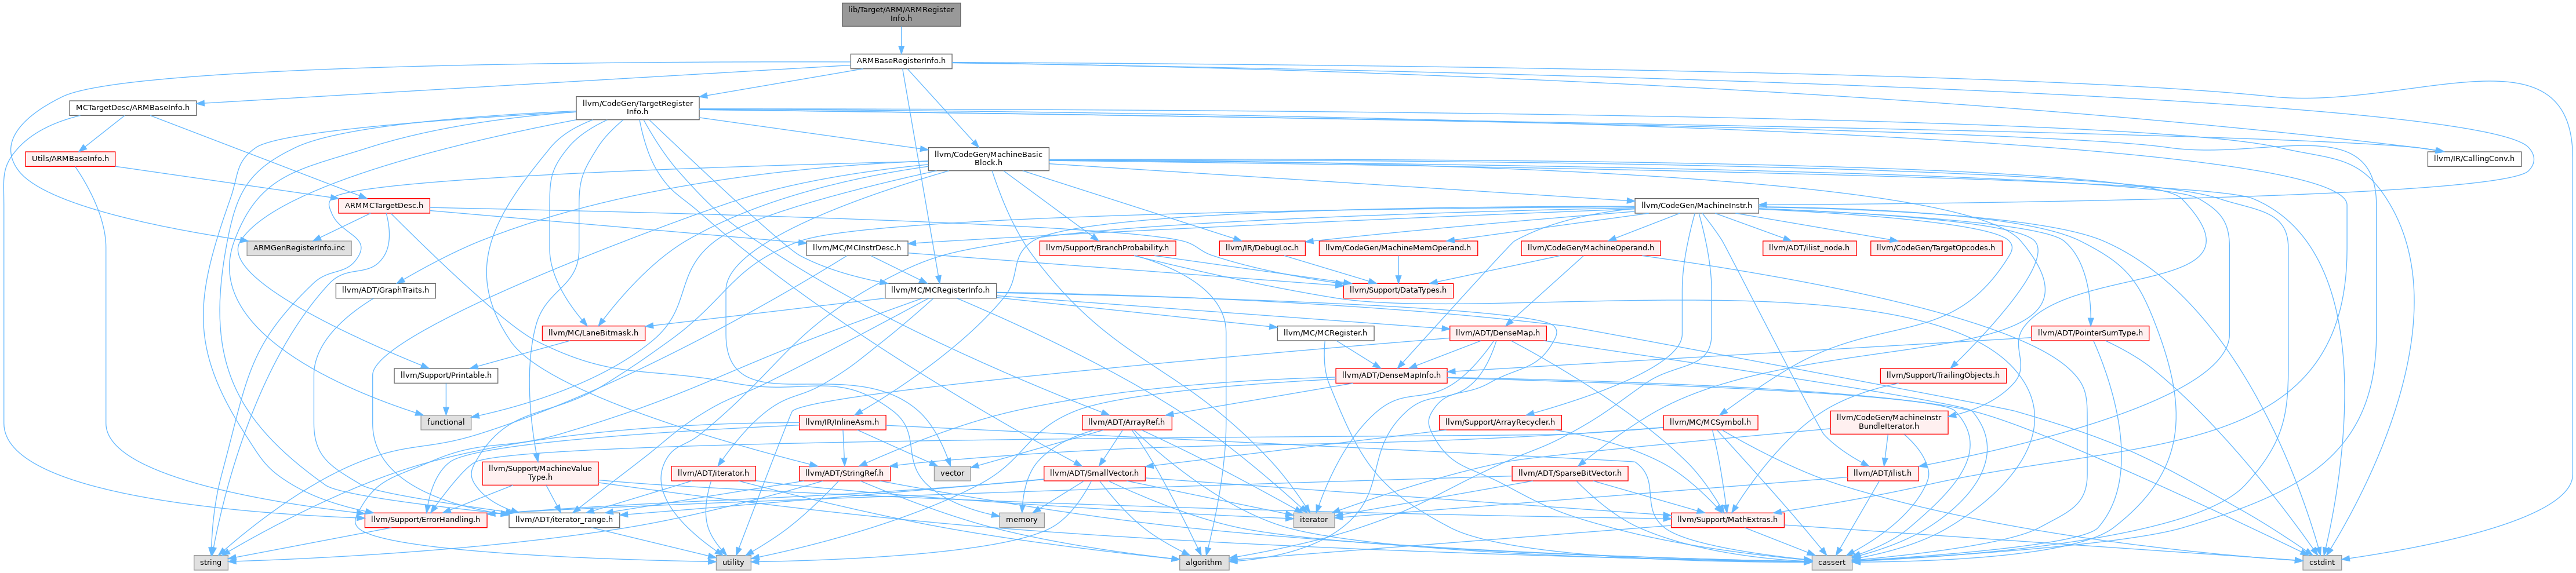 lib/Target/ARM/ARMRegister
Info.h
ARMBaseRegisterInfo.h
MCTargetDesc/ARMBaseInfo.h
llvm/CodeGen/TargetRegister
Info.h
Utils/ARMBaseInfo.h
llvm/CodeGen/MachineBasic
Block.h
llvm/IR/CallingConv.h
ARMMCTargetDesc.h
llvm/CodeGen/MachineInstr.h
ARMGenRegisterInfo.inc
llvm/MC/MCInstrDesc.h
llvm/Support/BranchProbability.h
llvm/IR/DebugLoc.h
llvm/CodeGen/MachineMemOperand.h
llvm/CodeGen/MachineOperand.h
llvm/ADT/ilist_node.h
llvm/CodeGen/TargetOpcodes.h
llvm/ADT/GraphTraits.h
llvm/MC/MCRegisterInfo.h
llvm/Support/DataTypes.h
llvm/MC/LaneBitmask.h
llvm/MC/MCRegister.h
llvm/ADT/DenseMap.h
llvm/ADT/PointerSumType.h
llvm/Support/Printable.h
llvm/ADT/DenseMapInfo.h
llvm/Support/TrailingObjects.h
functional
llvm/IR/InlineAsm.h
llvm/ADT/ArrayRef.h
llvm/Support/ArrayRecycler.h
llvm/MC/MCSymbol.h
llvm/CodeGen/MachineInstr
BundleIterator.h
llvm/Support/MachineValue
Type.h
llvm/ADT/iterator.h
llvm/ADT/StringRef.h
vector
llvm/ADT/SmallVector.h
llvm/ADT/SparseBitVector.h
llvm/ADT/ilist.h
llvm/Support/ErrorHandling.h
llvm/ADT/iterator_range.h
memory
iterator
llvm/Support/MathExtras.h
string
utility
algorithm
cassert
cstdint